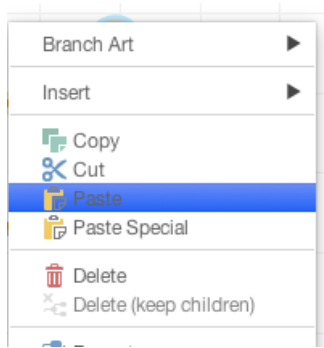 Branch Art
Insert
Copy
Cut
Paste
Paste Special
Delete
Delete (keep children)